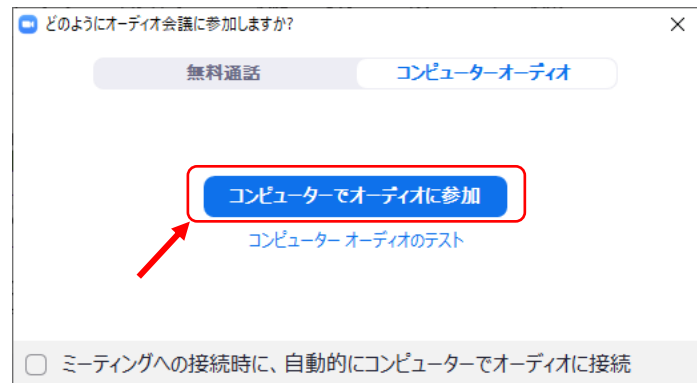 どのようにオーディオ会議に参加しますか?
無料通話 コンピューターオーディオ
コンピューターでオーディオに参加
コンピューター オーディオのテスト
ミーティングへの接続時に、自動的にコンピューターでオーディオに接続